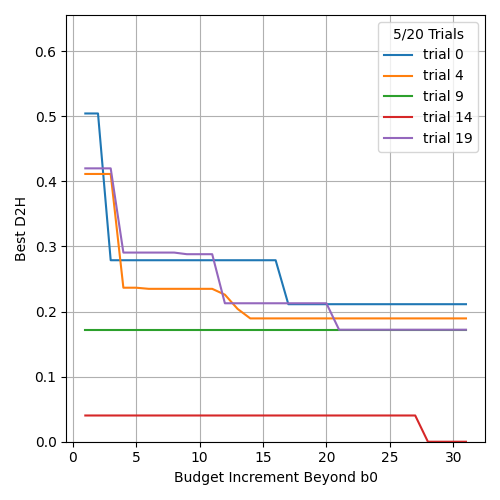 5/20 Trials
trial 0
trial 4
trial 9
trial 14
trial 19
Best D2H
0.6
0.5
0.4
0.3
0.2
0.1
0.0
0 5 10 15 20 25 30
Budget Increment Beyond b0